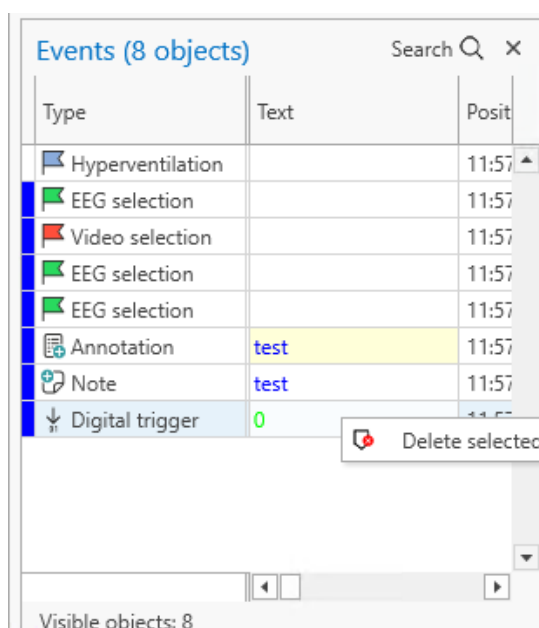 Events (8 objects) Search ×
Type Text Posit
Hyperventilation 11:57
EEG selection 11:57
Video selection 11:57
EEG selection 11:57
EEG selection 11:57
Annotation test 11:57
Note test 11:57
Digital trigger 0
Delete selected
Visible objects: 8